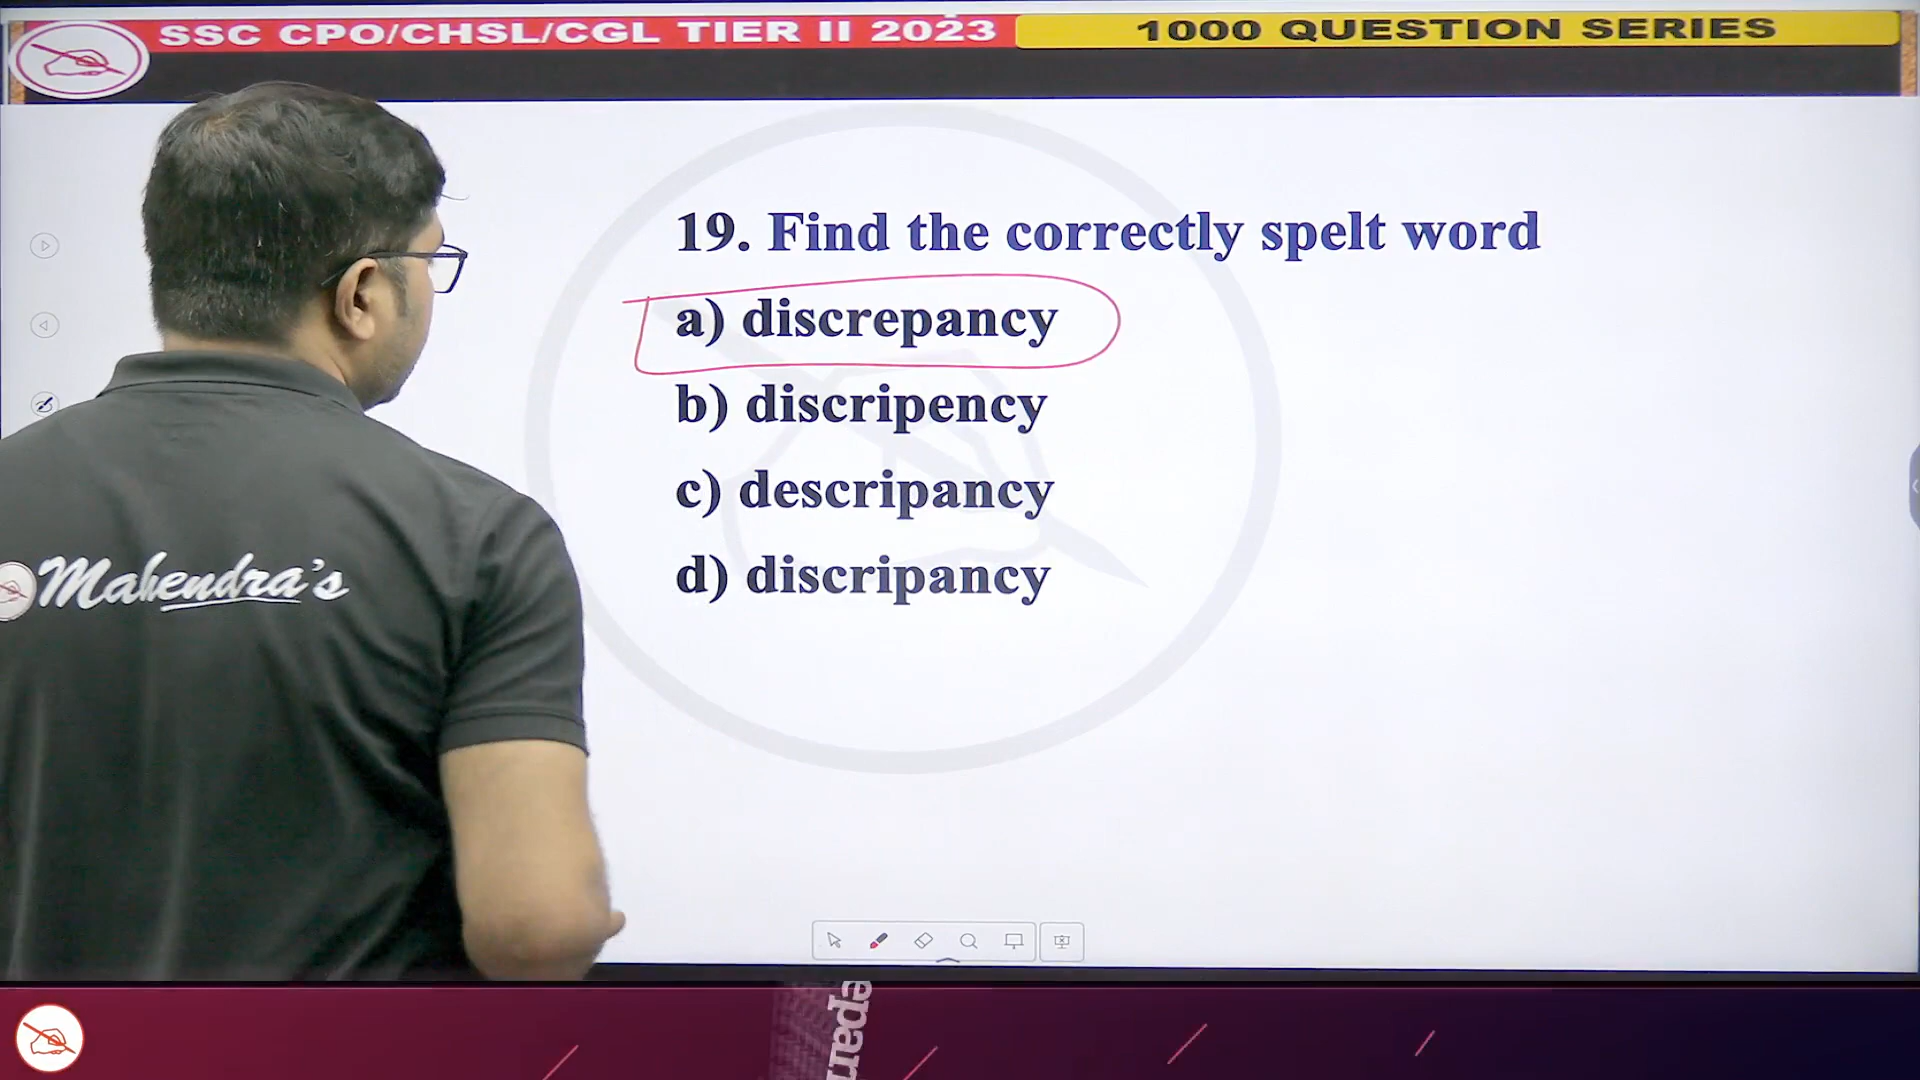 SSC CPO/CHSL/CGL TIER II 2023
1000 QUESTION SERIES
19. Find the correctly spelt word
a) discrepancy
b) discripency
c) descripancy
d) discripancy
Mahendra's
epar